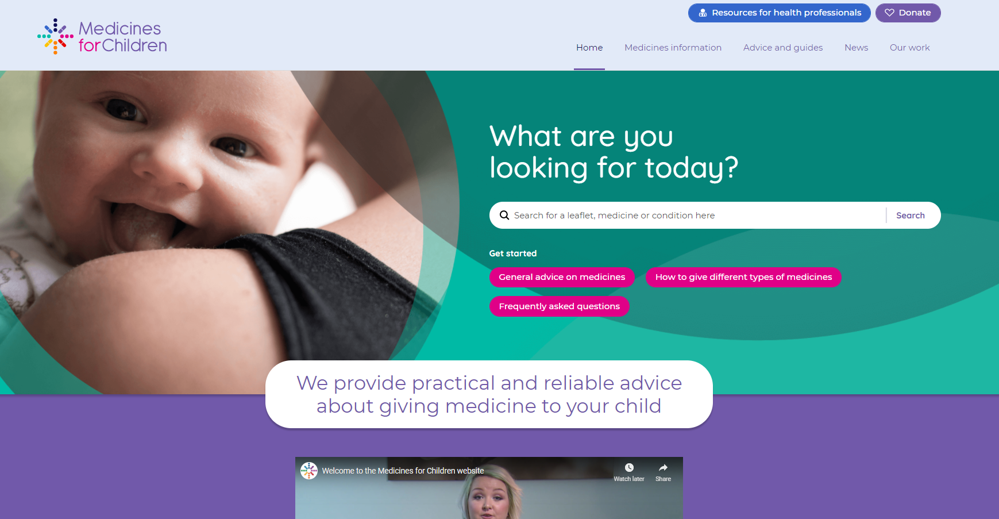 Resources for health professionals
Donate
Medicines
forChildren
Home
Medicines information
Advice and guides
News
Our work
What are you
looking for today?
Search for a leaflet, medicine or condition here
Search
Get started
General advice on medicines
How to give different types of medicines
Frequently asked questions
We provide practical and reliable advice
about giving medicine to your child
Welcome to the Medicines for Children website
Watch later
Share